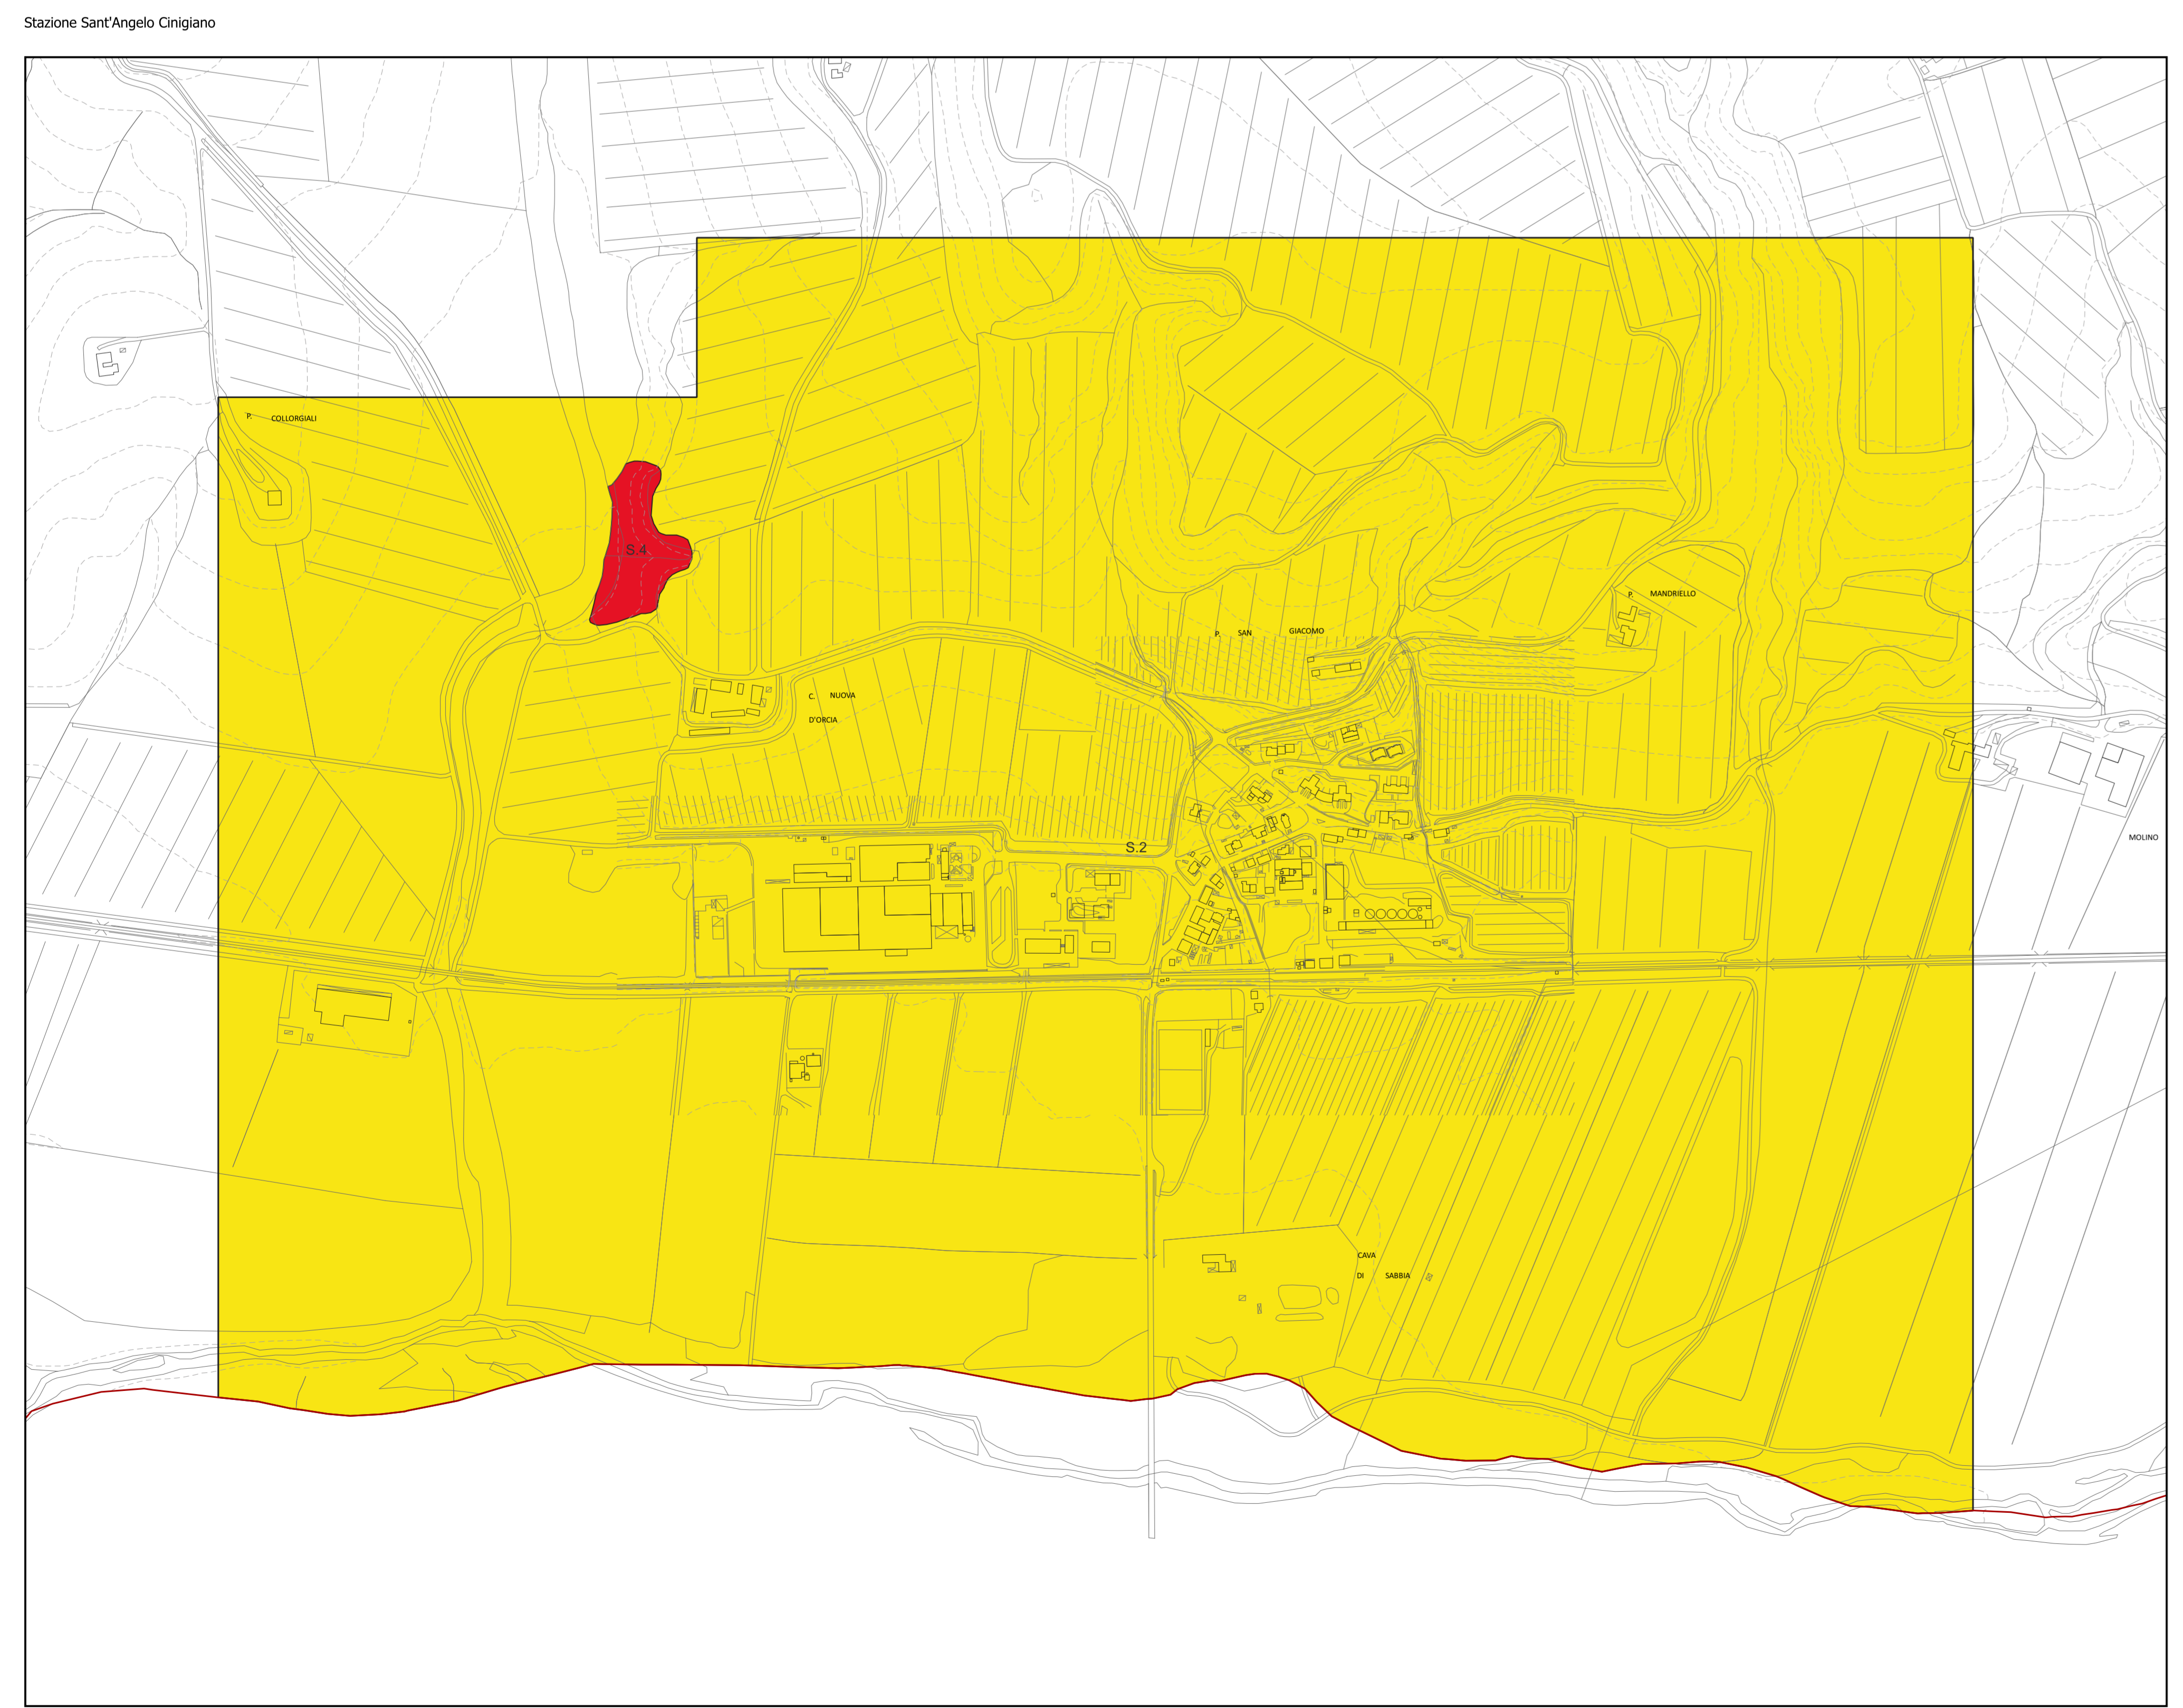 Stazione Sant'Angelo Cinigiano
P. COLLORGIALI
S.4
P. MANDRIELLO
P. SAN GIACOMO
C. NUOVA
D'ORCIA
MOLINO
S.2
CAVA
DI SABBIA